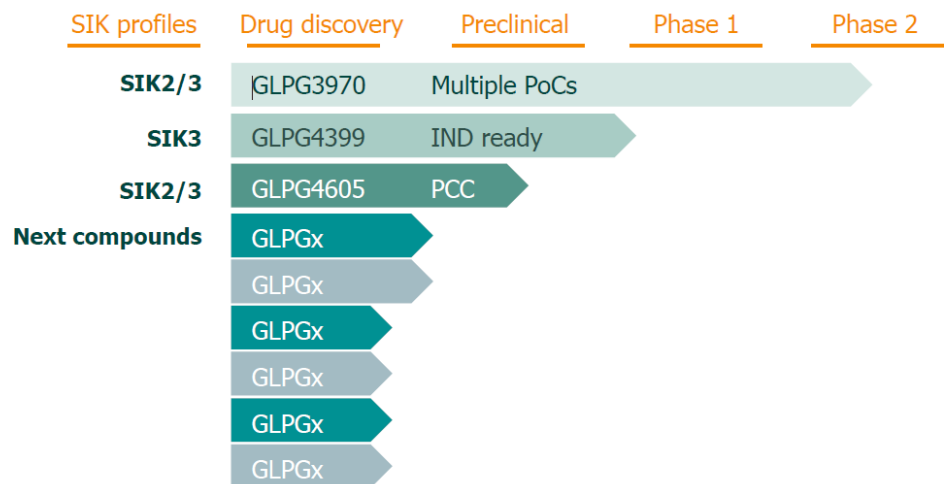 SIK profiles Drug discovery Preclinical Phase 1 Phase 2
SIK2/3 GLPG3970 Multiple PoCs
SIK3 GLPG4399 IND ready
SIK2/3 GLPG4605 PCC
Next compounds GLPGx
GLPGx
GLPGx
GLPGx
GLPGx
GLPGx